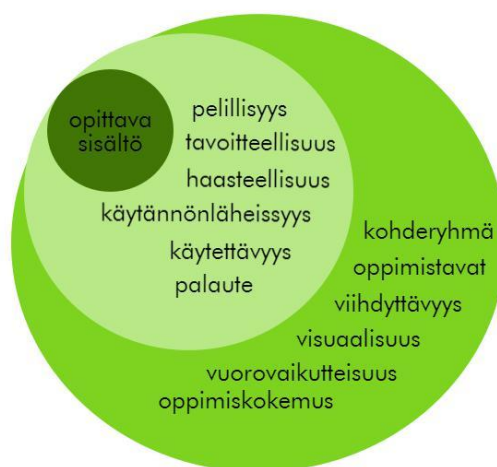 opittava
sisältö
pelillisyys
tavoitteellisuus
haasteellisuus
käytännönläheissyys
käytettävyys
palaute
kohderyhmä
oppimistavat
viihdyttävyys
visuaalisuus
vuorovaikutteisuus
oppimiskokemus